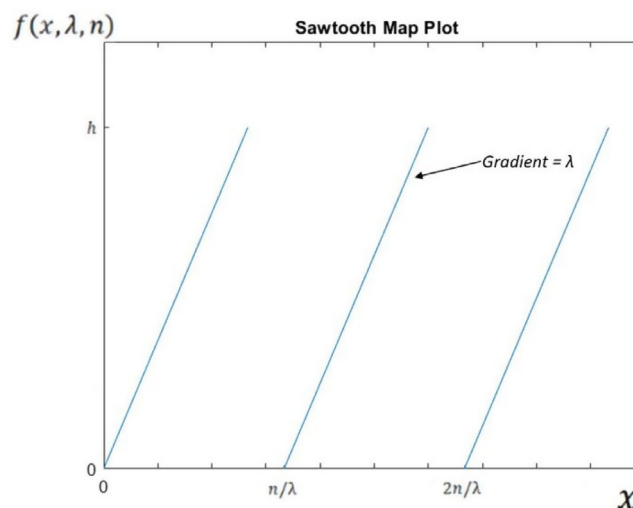 f(x, λ, n)
Sawtooth Map Plot
h
Gradient = λ
0
0
n/λ
2n/λ
x